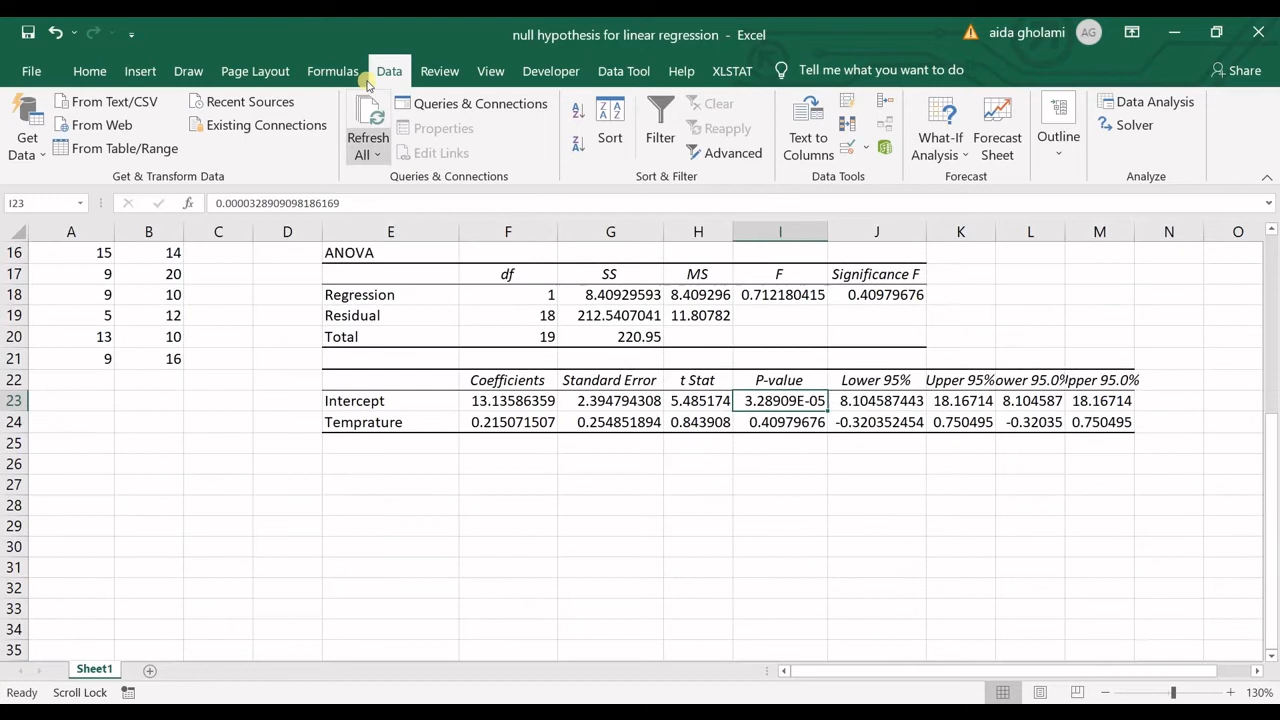 null hypothesis for linear regression - Excel
aida gholami AG
File Home Insert Draw Page Layout Formulas Data Review View Developer Data Tool Help XLSTAT Tell me what you want to do Share
From Text/CSV Recent Sources Queries & Connections Clear Data Analysis
From Web Existing Connections Properties Reapply Solver
Get Data From Table/Range Refresh All Edit Links Sort Filter Advanced Text to Columns What-If Analysis Forecast Sheet Outline
Get & Transform Data Queries & Connections Sort & Filter Data Tools Forecast Analyze
I23 fx 0.0000328909098186169
A B C D E F G H I J K L M N O
16 15 14 ANOVA
17 9 20 df SS MS F Significance F
18 9 10 Regression 1 8.40929593 8.409296 0.712180415 0.40979676
19 5 12 Residual 18 212.5407041 11.80782
20 13 10 Total 19 220.95
21 9 16
22 Coefficients Standard Error t Stat P-value Lower 95% Upper 95% ower 95.0% pper 95.0%
23 Intercept 13.13586359 2.394794308 5.485174 3.28909E-05 8.104587443 18.16714 8.104587 18.16714
24 Temprature 0.215071507 0.254851894 0.843908 0.40979676 -0.320352454 0.750495 -0.32035 0.750495
25
26
27
28
29
30
31
32
33
34
35
Sheet1
Ready Scroll Lock 130%